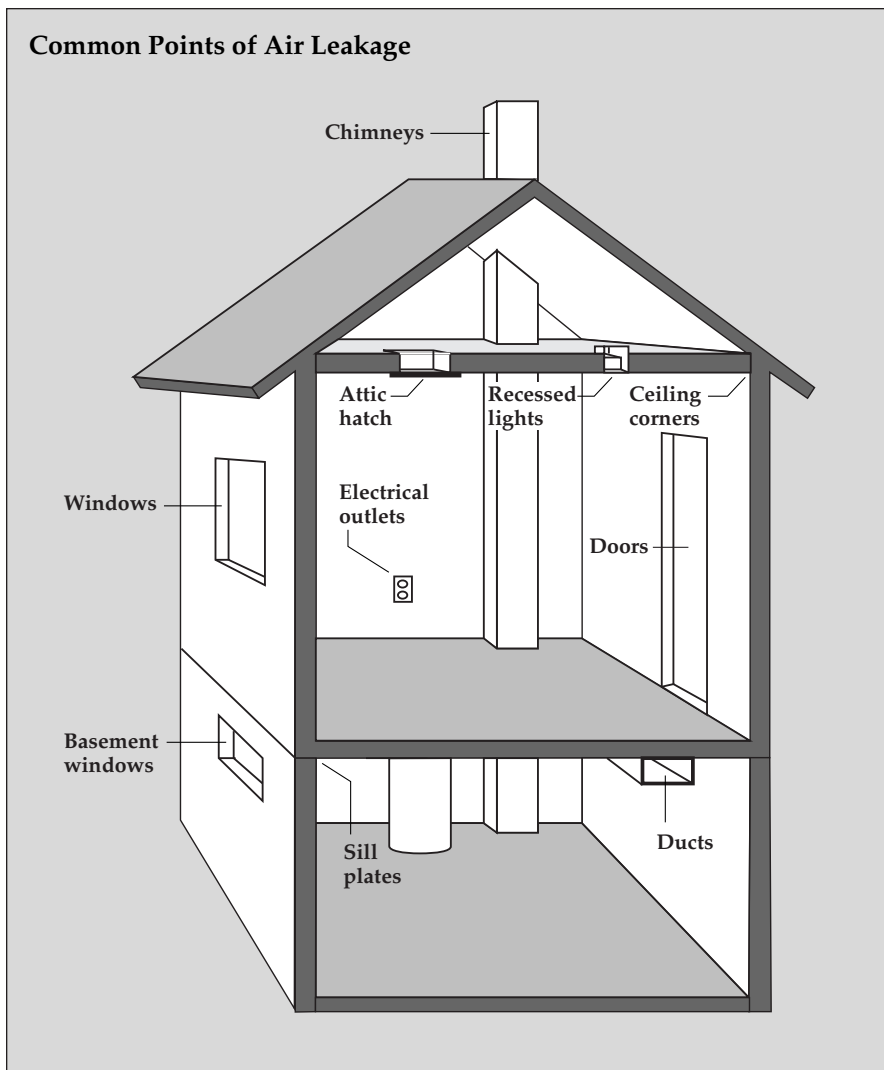 Common Points of Air Leakage
Chimneys
Attic
hatch
Recessed
lights
Ceiling
corners
Windows
Electrical
outlets
Doors
Basement
windows
Sill
plates
Ducts